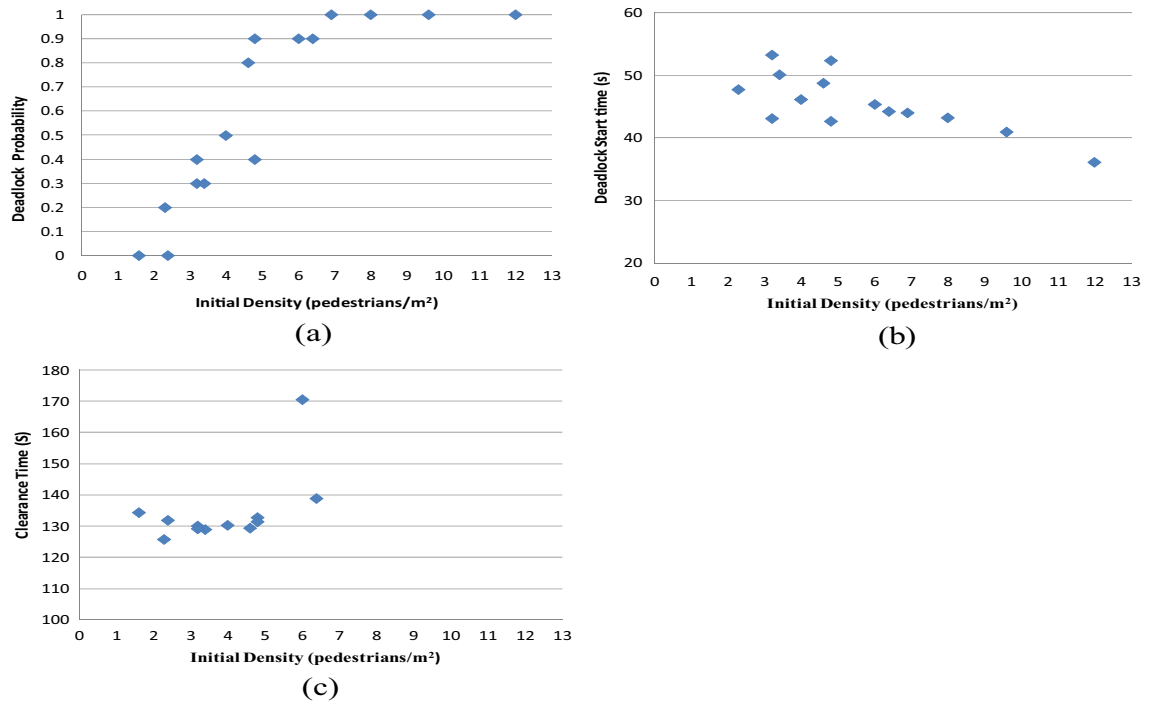 1
0.9
0.8
0.7
0.6
0.5
0.4
0.3
0.2
0.1
0
Deadlock Probability
0 1 2 3 4 5 6 7 8 9 10 11 12 13
Initial Density (pedestrians/m²)
(a)
60
50
40
30
20
Deadlock Start time (s)
0 1 2 3 4 5 6 7 8 9 10 11 12 13
Initial Density (pedestrians/m²)
(b)
180
170
160
150
140
130
120
110
100
Clearance Time (S)
0 1 2 3 4 5 6 7 8 9 10 11 12 13
Initial Density (pedestrians/m²)
(c)